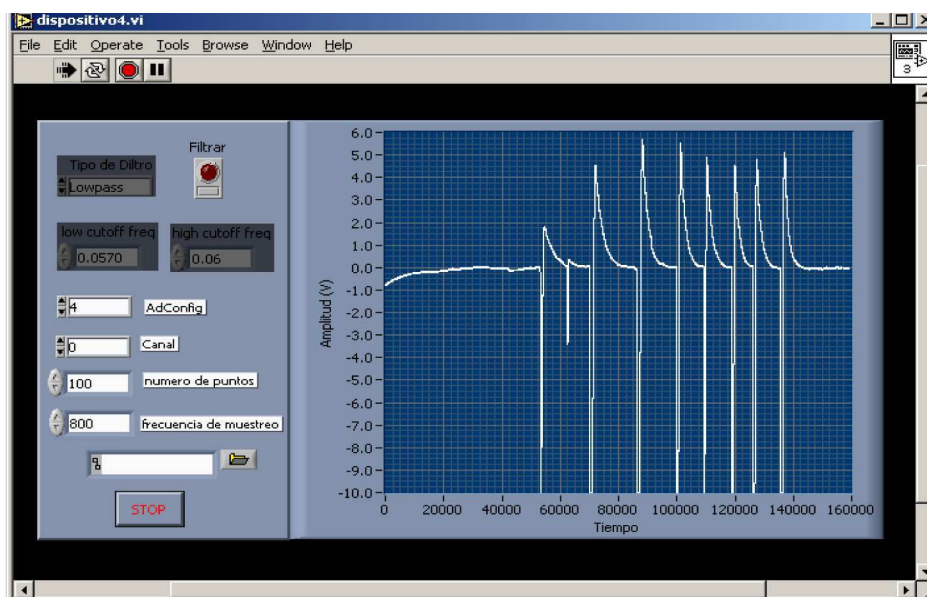 dispositivo4.vi
File Edit Operate Tools Browse Window Help
3
Tipo de Diltro
Lowpass
Filtrar
low cutoff freq
0.0570
high cutoff freq
0.06
4
AdConfig
0
Canal
100
numero de puntos
800
frecuencia de muestreo
STOP
6.0
5.0
4.0
3.0
2.0
1.0
0.0
-1.0
-2.0
-3.0
-4.0
-5.0
-6.0
-7.0
-8.0
-9.0
-10.0
Amplitud (V)
0 20000 40000 60000 80000 100000 120000 140000 160000
Tiempo